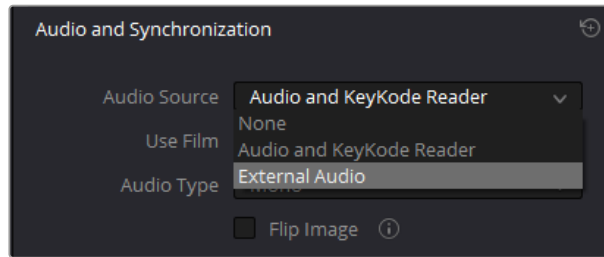 Audio and Synchronization
Audio Source Audio and KeyKode Reader
None
Use Film
Audio and KeyKode Reader
External Audio
Audio Type
Flip Image